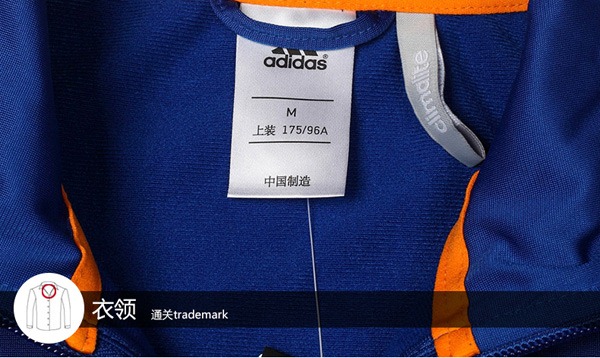 adidas
climalite
M
上装 175/96A
中国制造
衣领 通关trademark